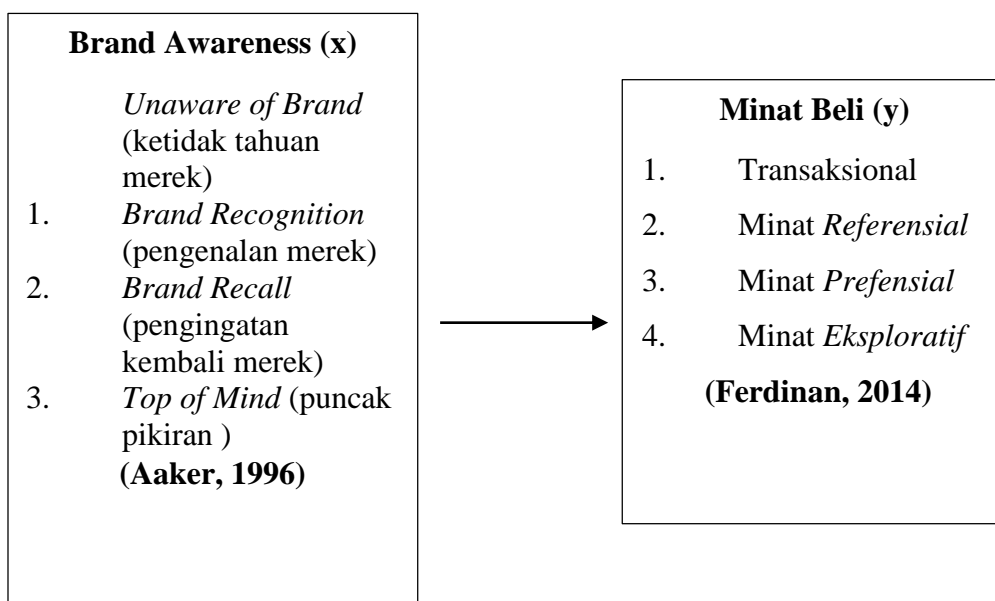 Brand Awareness (x)
Unaware of Brand
(ketidak tahuan
merek)
1. Brand Recognition
(pengenalan merek)
2. Brand Recall
(pengingatan
kembali merek)
3. Top of Mind (puncak
pikiran )
(Aaker, 1996)
Minat Beli (y)
1. Transaksional
2. Minat Referensial
3. Minat Prefensial
4. Minat Eksploratif
(Ferdinan, 2014)